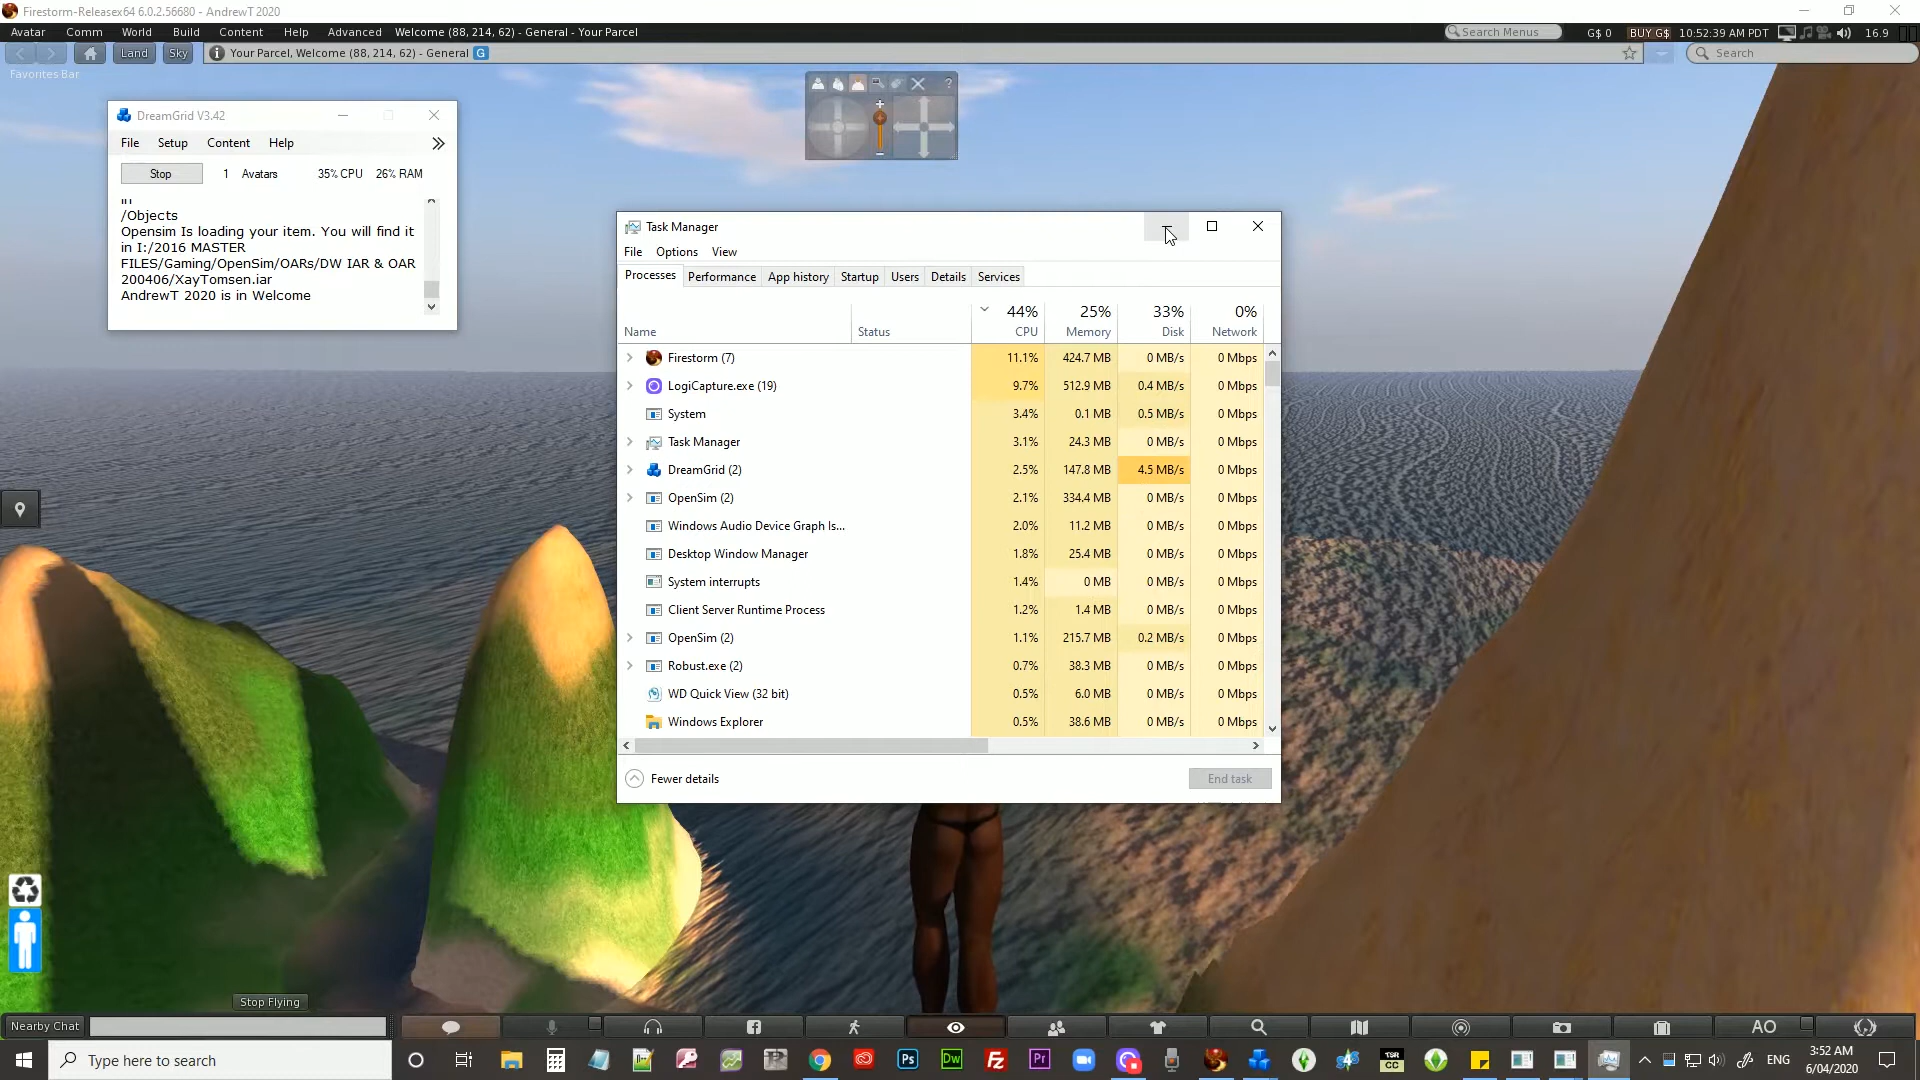 Firestorm-Releasex64 6.0.2.56680 - AndrewT 2020
Avatar Comm World Build Content Help Advanced Welcome (88, 214, 62) - General - Your Parcel
Search Menus G$ 0 BUY G$ 10:52:39 AM PDT 16.9
Land Sky Your Parcel, Welcome (88, 214, 62) - General G
Search
Favorites Bar
?
DreamGrid V3.42
File Setup Content Help
Stop 1 Avatars 35% CPU 26% RAM
/Objects
Opensim Is loading your item. You will find it
in I:/2016 MASTER
FILES/Gaming/OpenSim/OARs/DW IAR & OAR
200406/XayTomsen.iar
AndrewT 2020 is in Welcome
Task Manager
File Options View
Processes Performance App history Startup Users Details Services
44% 25% 33% 0%
Name Status CPU Memory Disk Network
Firestorm (7) 11.1% 424.7 MB 0 MB/s 0 Mbps
LogiCapture.exe (19) 9.7% 512.9 MB 0.4 MB/s 0 Mbps
System 3.4% 0.1 MB 0.5 MB/s 0 Mbps
Task Manager 3.1% 24.3 MB 0 MB/s 0 Mbps
DreamGrid (2) 2.5% 147.8 MB 4.5 MB/s 0 Mbps
OpenSim (2) 2.1% 334.4 MB 0 MB/s 0 Mbps
Windows Audio Device Graph Is... 2.0% 11.2 MB 0 MB/s 0 Mbps
Desktop Window Manager 1.8% 25.4 MB 0 MB/s 0 Mbps
System interrupts 1.4% 0 MB 0 MB/s 0 Mbps
Client Server Runtime Process 1.2% 1.4 MB 0 MB/s 0 Mbps
OpenSim (2) 1.1% 215.7 MB 0.2 MB/s 0 Mbps
Robust.exe (2) 0.7% 38.3 MB 0 MB/s 0 Mbps
WD Quick View (32 bit) 0.5% 6.0 MB 0 MB/s 0 Mbps
Windows Explorer 0.5% 38.6 MB 0 MB/s 0 Mbps
Fewer details End task
Stop Flying
Nearby Chat AO
Type here to search Ps Dw Fz Pr TSR CC ENG 3:52 AM
6/04/2020